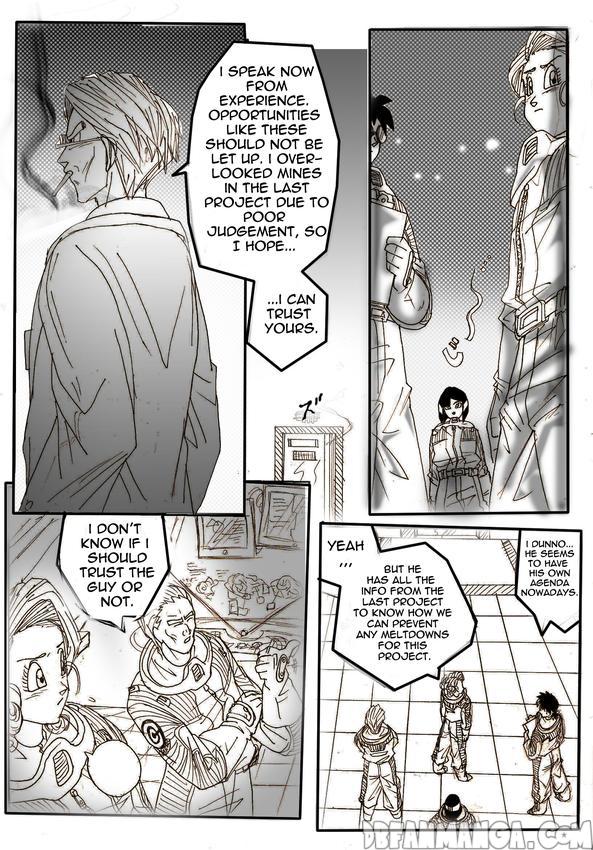 I SPEAK NOW
FROM
EXPERIENCE.
OPPORTUNITIES
LIKE THESE
SHOULD NOT BE
LET UP. I OVER-
LOOKED MINES
IN THE LAST
PROJECT DUE TO
POOR
JUDGEMENT, SO
I HOPE...
...I CAN
TRUST
YOURS.
ズ
I DON'T
KNOW IF I
SHOULD
TRUST THE
GUY OR
NOT.
I DUNNO...
HE SEEMS
TO HAVE
HIS OWN
AGENDA
NOWADAYS.
YEAH
,,,
BUT HE
HAS ALL THE
INFO FROM THE
LAST PROJECT
TO KNOW HOW WE
CAN PREVENT
ANY MELTDOWNS
FOR THIS
PROJECT.
DBFANMANGA.COM